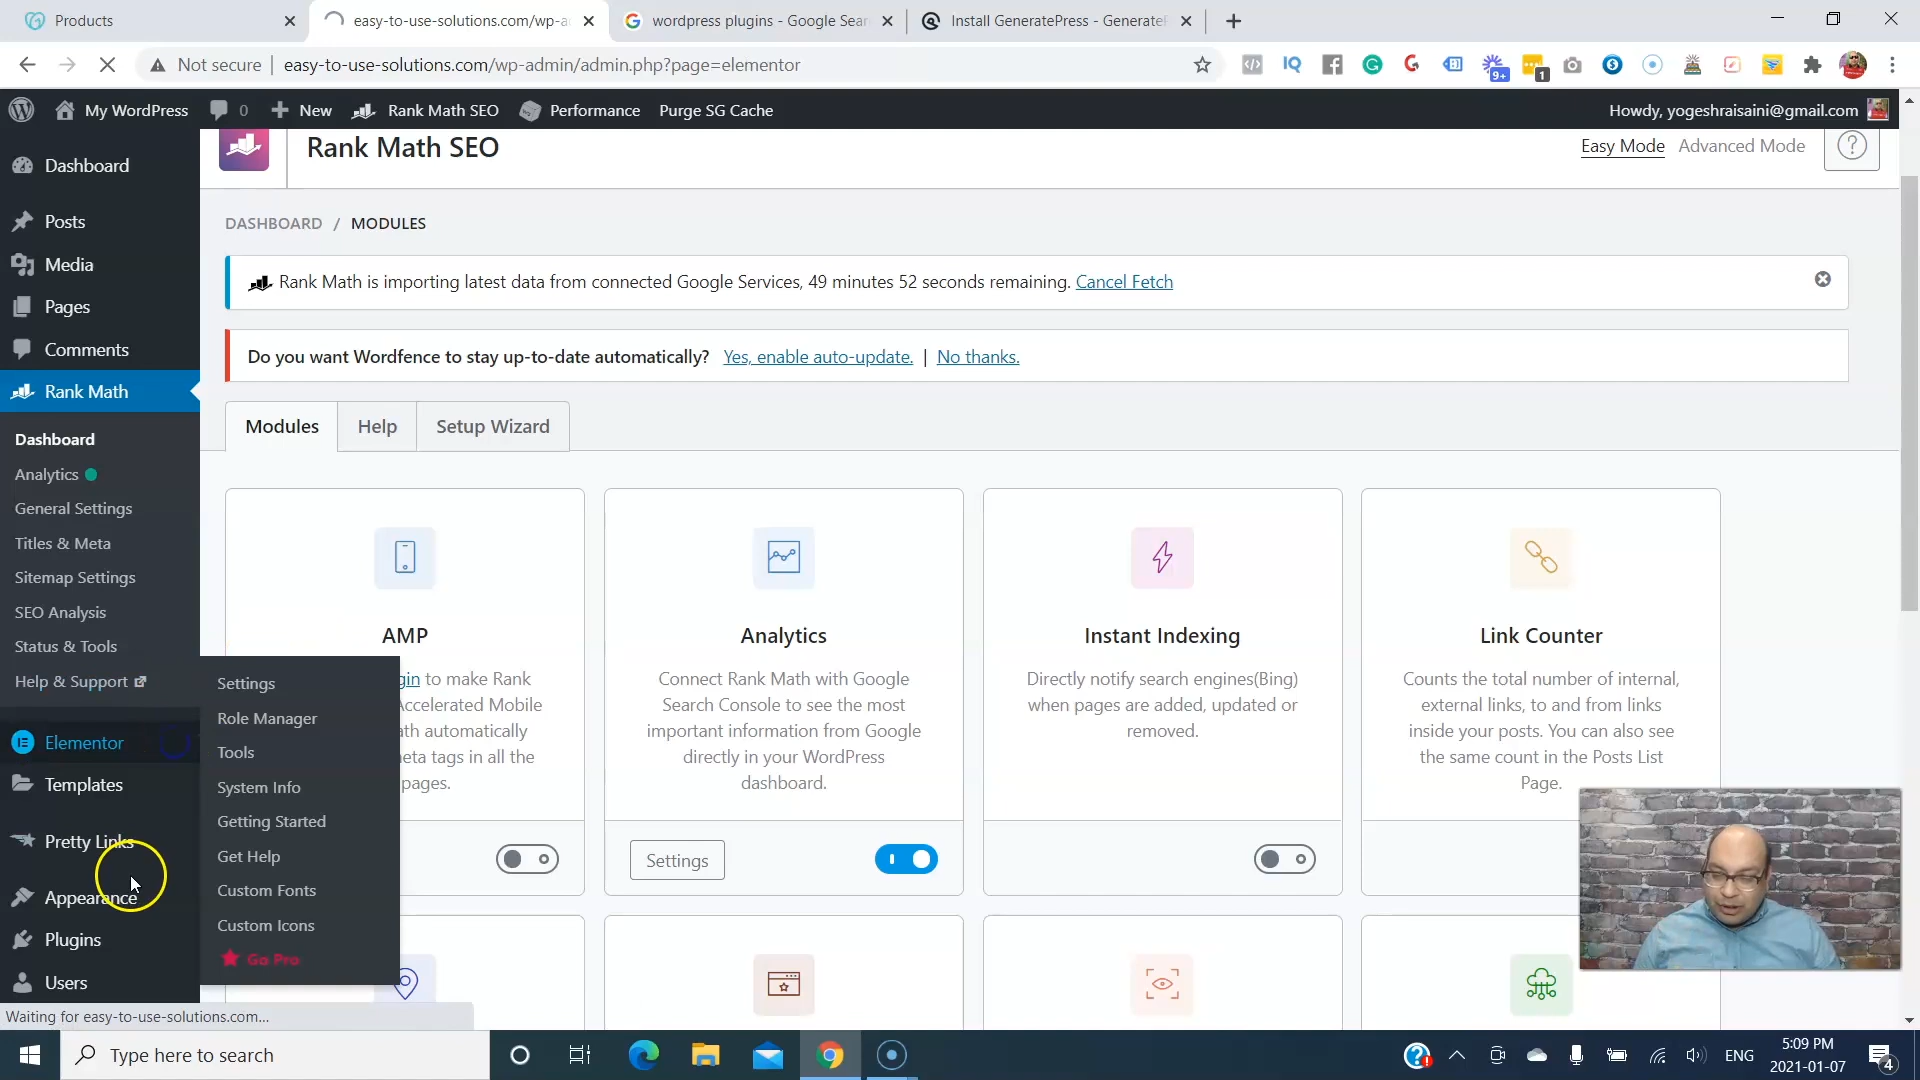 Products
easy-to-use-solutions.com/wp-a
wordpress plugins - Google Sear
Install GeneratePress - GenerateP
Not secure
easy-to-use-solutions.com/wp-admin/admin.php?page=elementor
9+
1
My WordPress
0
New
Rank Math SEO
Performance
Purge SG Cache
Howdy, yogeshraisaini@gmail.com
Dashboard
Posts
Media
Pages
Comments
Rank Math
Dashboard
Analytics
General Settings
Titles & Meta
Sitemap Settings
SEO Analysis
Status & Tools
Help & Support
Elementor
Templates
Pretty Links
Appearance
Plugins
Users
Settings
Role Manager
Tools
System Info
Getting Started
Get Help
Custom Fonts
Custom Icons
Go Pro
Rank Math SEO
Easy Mode
Advanced Mode
?
DASHBOARD / MODULES
Rank Math is importing latest data from connected Google Services, 49 minutes 52 seconds remaining. Cancel Fetch
Do you want Wordfence to stay up-to-date automatically? Yes, enable auto-update. | No thanks.
Modules
Help
Setup Wizard
AMP
to make Rank
Accelerated Mobile
automatically
tags in all the
pages.
Analytics
Connect Rank Math with Google
Search Console to see the most
important information from Google
directly in your WordPress
dashboard.
Settings
Instant Indexing
Directly notify search engines(Bing)
when pages are added, updated or
removed.
Link Counter
Counts the total number of internal,
external links, to and from links
inside your posts. You can also see
the same count in the Posts List
Page.
Waiting for easy-to-use-solutions.com...
Type here to search
ENG
5:09 PM
2021-01-07
4